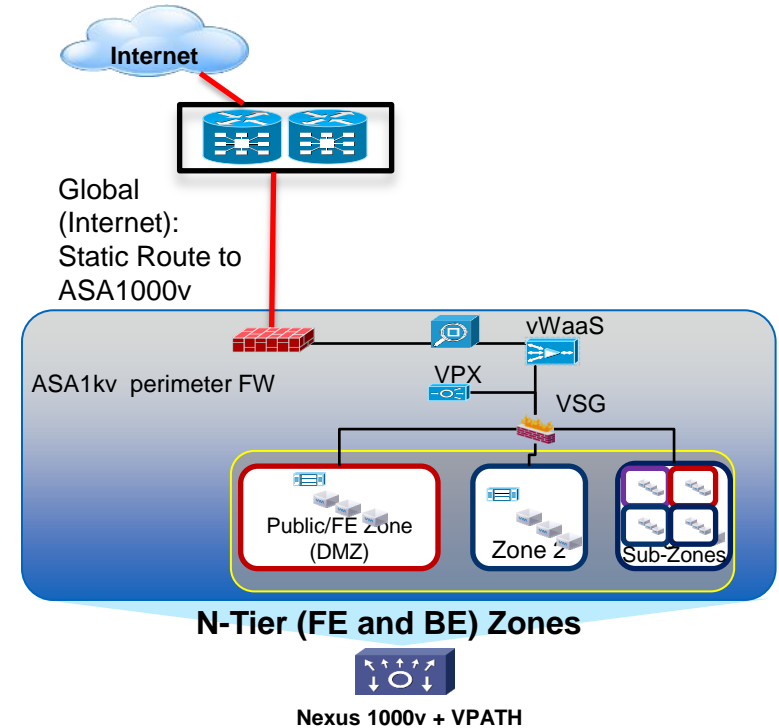 Internet
Global
(Internet):
Static Route to
ASA1000v
vWaaS
ASA1kv perimeter FW
VPX
VSG
Public/FE Zone
(DMZ)
Zone 2
Sub-Zones
N-Tier (FE and BE) Zones
Nexus 1000v + VPATH